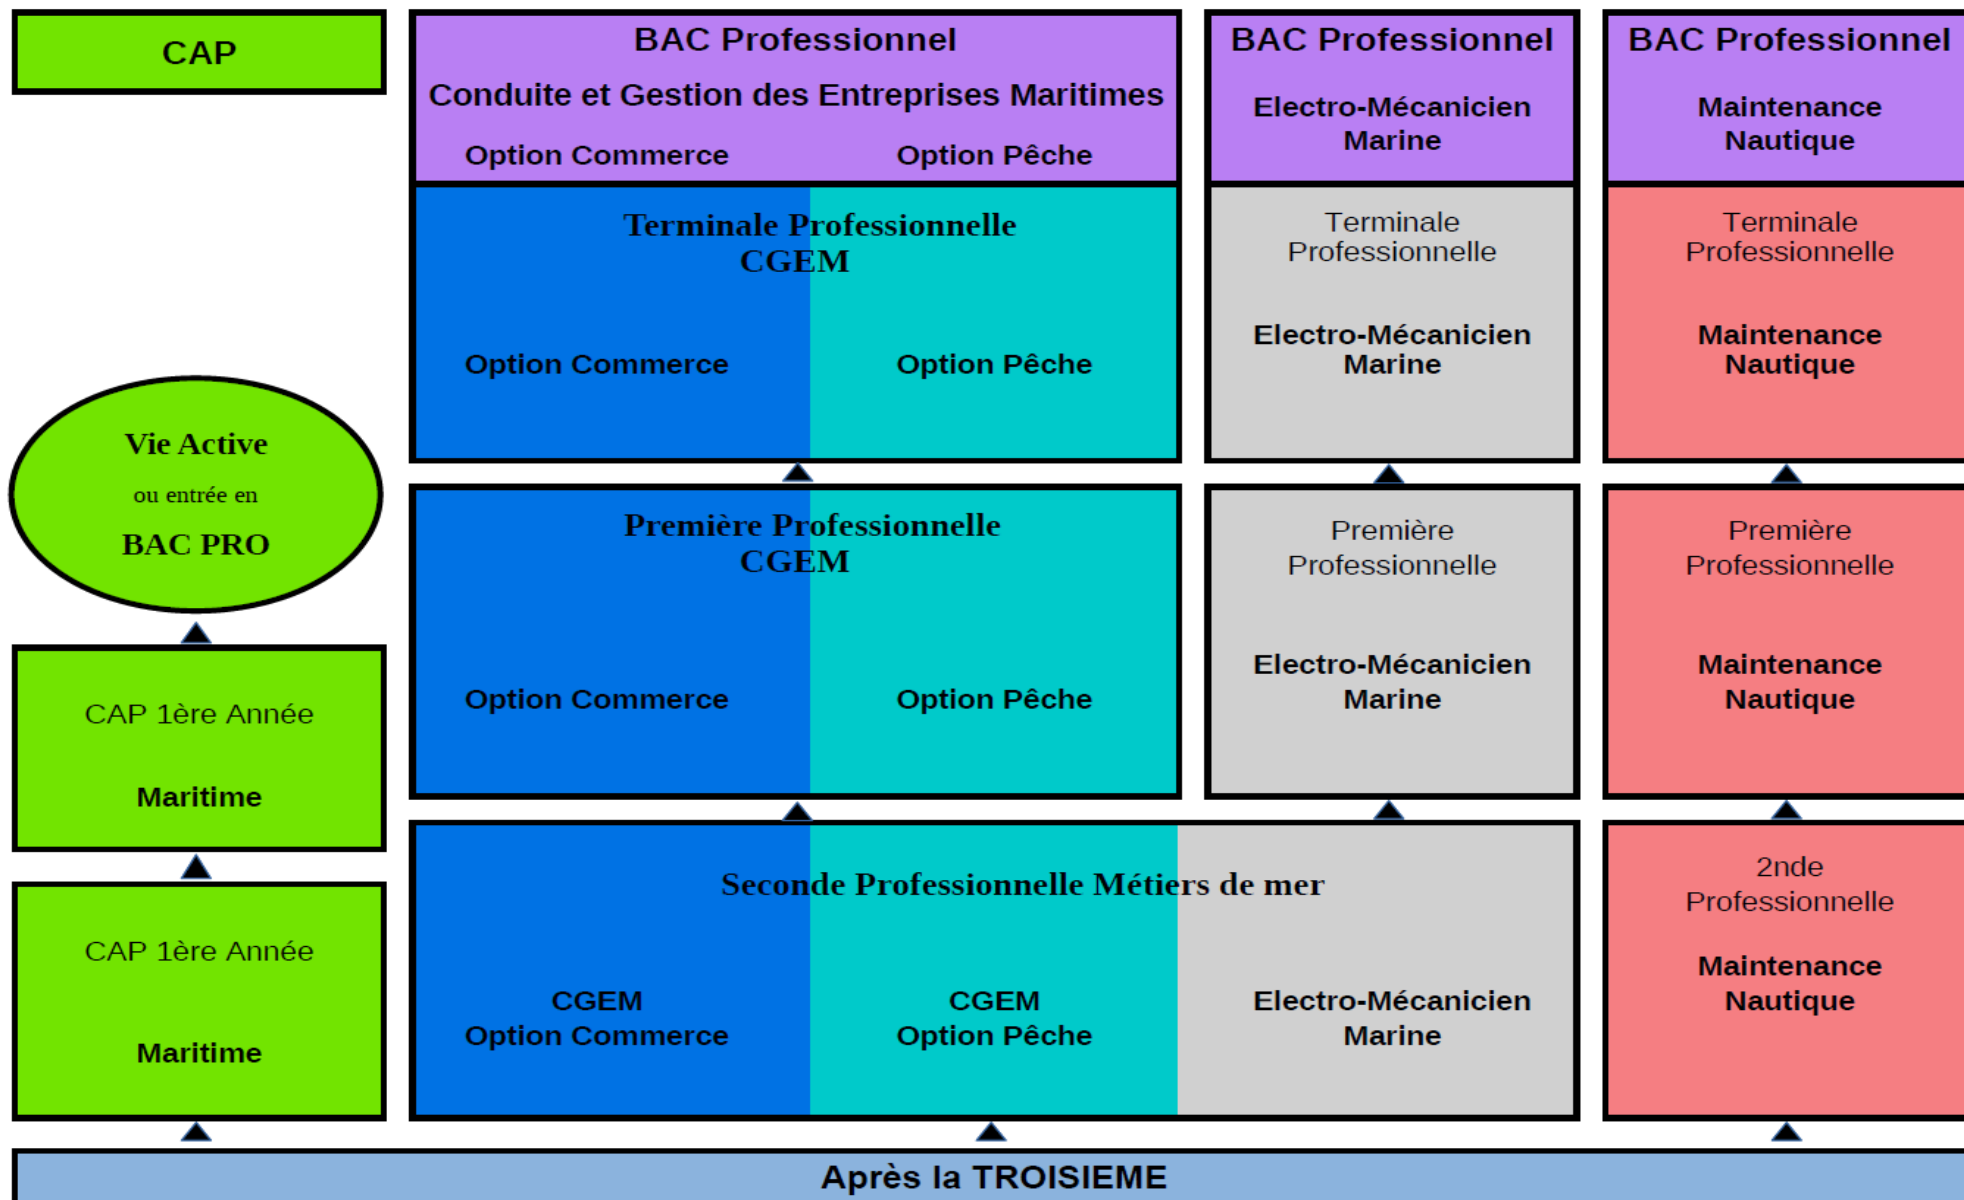 CAP
BAC Professionnel
Conduite et Gestion des Entreprises Maritimes
Option Commerce
Option Pêche
BAC Professionnel
Electro-Mécanicien
Marine
BAC Professionnel
Maintenance
Nautique
Terminale Professionnelle
CGEM
Option Commerce
Option Pêche
Terminale
Professionnelle
Electro-Mécanicien
Marine
Terminale
Professionnelle
Maintenance
Nautique
Vie Active
ou entrée en
BAC PRO
Première Professionnelle
CGEM
Option Commerce
Option Pêche
Première
Professionnelle
Electro-Mécanicien
Marine
Première
Professionnelle
Maintenance
Nautique
CAP 1ère Année
Maritime
CAP 1ère Année
Maritime
Seconde Professionnelle Métiers de mer
CGEM
Option Commerce
CGEM
Option Pêche
Electro-Mécanicien
Marine
2nde
Professionnelle
Maintenance
Nautique
Après la TROISIEME